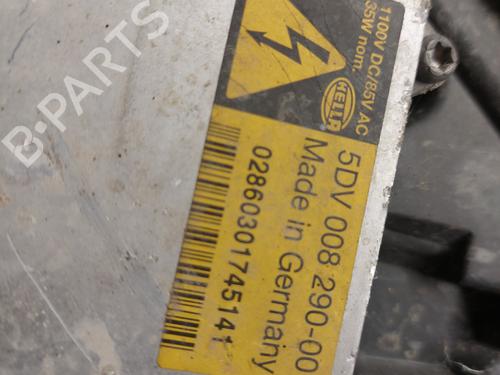 1100V DC/85V AC
35W nom.
HELLA
5DV 008 290-00
Made in Germany
02860301745141
B-PARTS